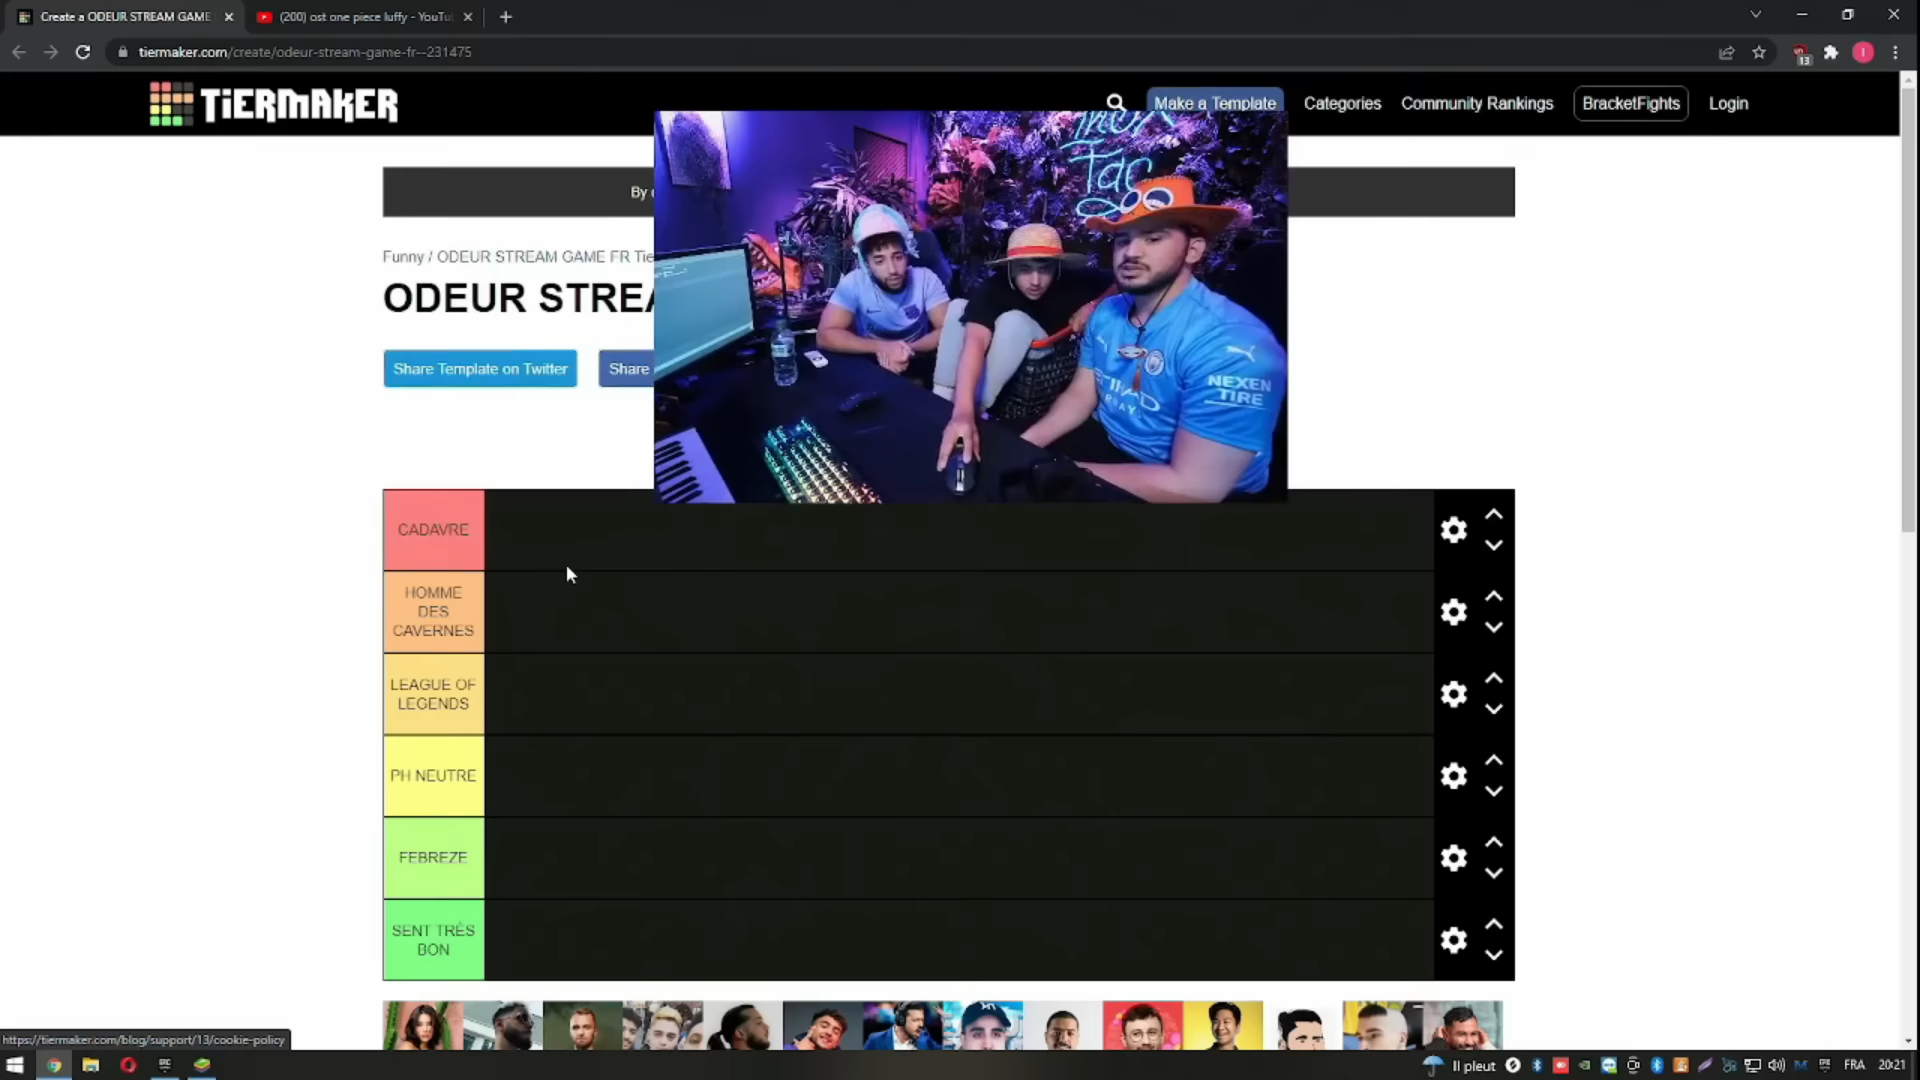 Create a ODEUR STREAM GAME
(200) ost one piece luffy - YouTu
tiermaker.com/create/odeur-stream-game-fr--231475
13
I
TiERMAKER
Make a Template
Categories
Community Rankings
BracketFights
Login
By
Funny / ODEUR STREAM GAME FR Tie
ODEUR STREA
Share Template on Twitter
Share
NEXEN
TIRE
CADAVRE
HOMME
DES
CAVERNES
LEAGUE OF
LEGENDS
PH NEUTRE
FEBREZE
SENT TRÈS
BON
https://tiermaker.com/blog/support/13/cookie-policy
Il pleut
FRA
20:21